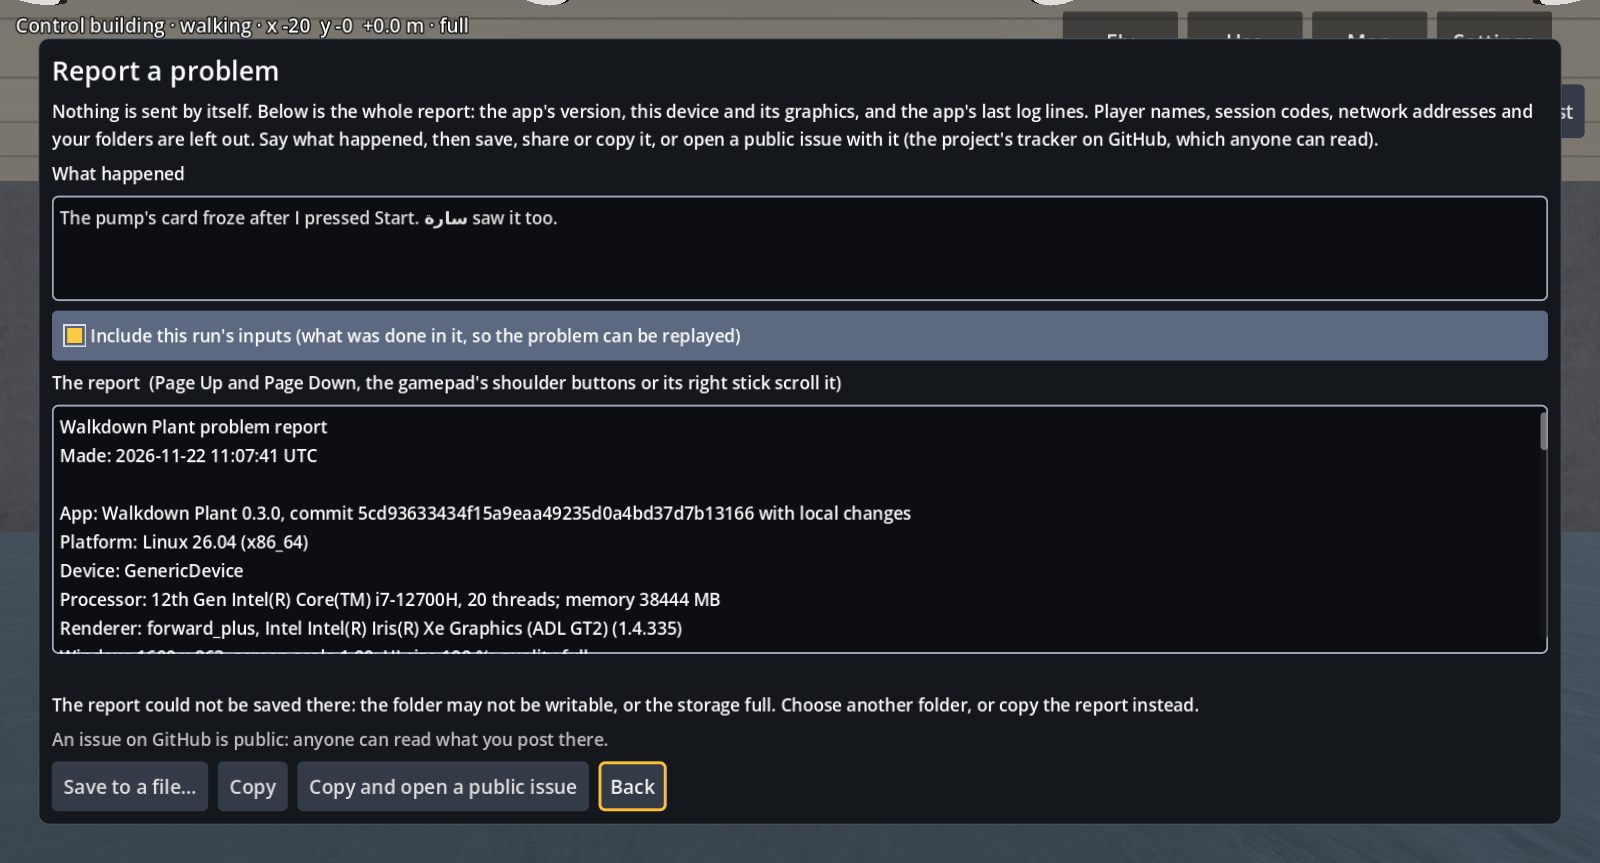 Control building · walking · x -20 y -0 +0.0 m · full
Report a problem
Nothing is sent by itself. Below is the whole report: the app's version, this device and its graphics, and the app's last log lines. Player names, session codes, network addresses and
your folders are left out. Say what happened, then save, share or copy it, or open a public issue with it (the project's tracker on GitHub, which anyone can read).
What happened
The pump's card froze after I pressed Start. سارة saw it too.
Include this run's inputs (what was done in it, so the problem can be replayed)
The report (Page Up and Page Down, the gamepad's shoulder buttons or its right stick scroll it)
Walkdown Plant problem report
Made: 2026-11-22 11:07:41 UTC
App: Walkdown Plant 0.3.0, commit 5cd93633434f15a9eaa49235d0a4bd37d7b13166 with local changes
Platform: Linux 26.04 (x86_64)
Device: GenericDevice
Processor: 12th Gen Intel(R) Core(TM) i7-12700H, 20 threads; memory 38444 MB
Renderer: forward_plus, Intel Intel(R) Iris(R) Xe Graphics (ADL GT2) (1.4.335)
The report could not be saved there: the folder may not be writable, or the storage full. Choose another folder, or copy the report instead.
An issue on GitHub is public: anyone can read what you post there.
Save to a file... Copy Copy and open a public issue Back